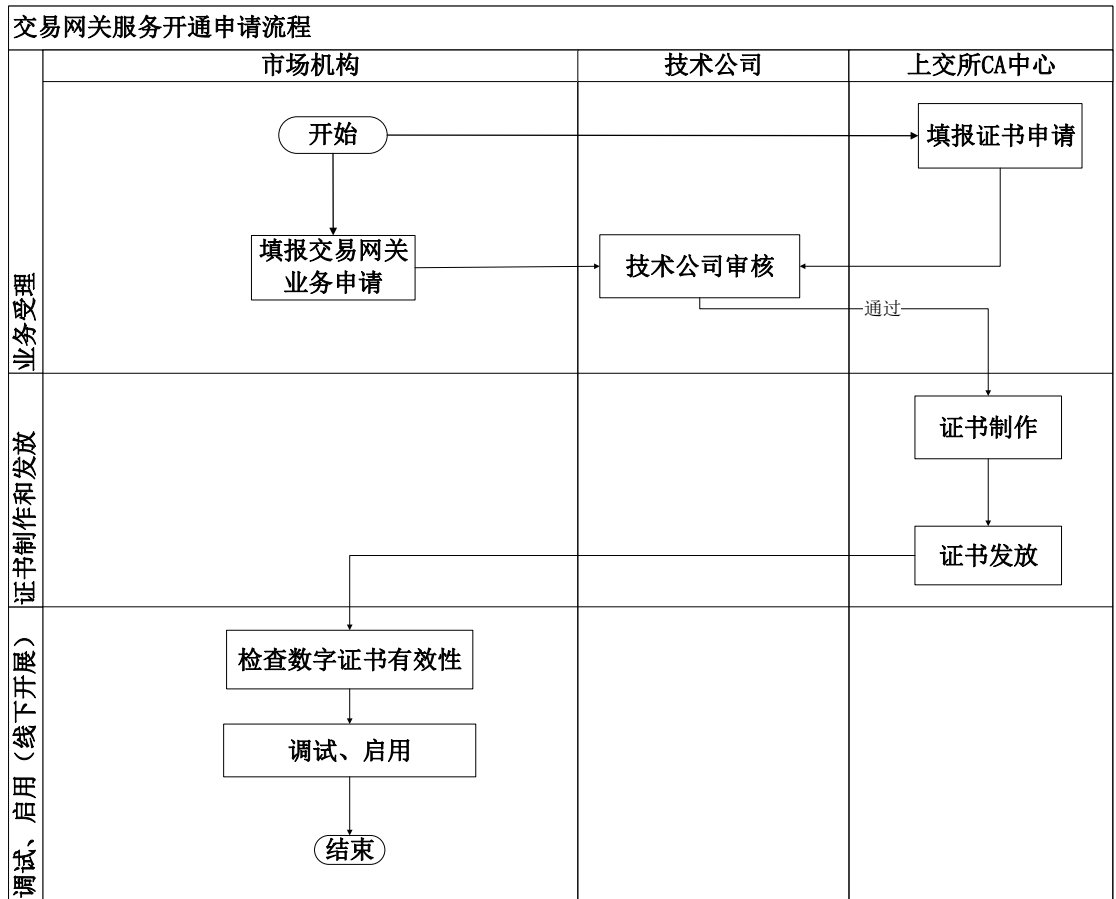 交易网关服务开通申请流程
市场机构
技术公司
上交所CA中心
业务受理
开始
填报证书申请
填报交易网关
业务申请
技术公司审核
通过
证书制作和发放
证书制作
证书发放
调试、启用（线下开展）
检查数字证书有效性
调试、启用
结束